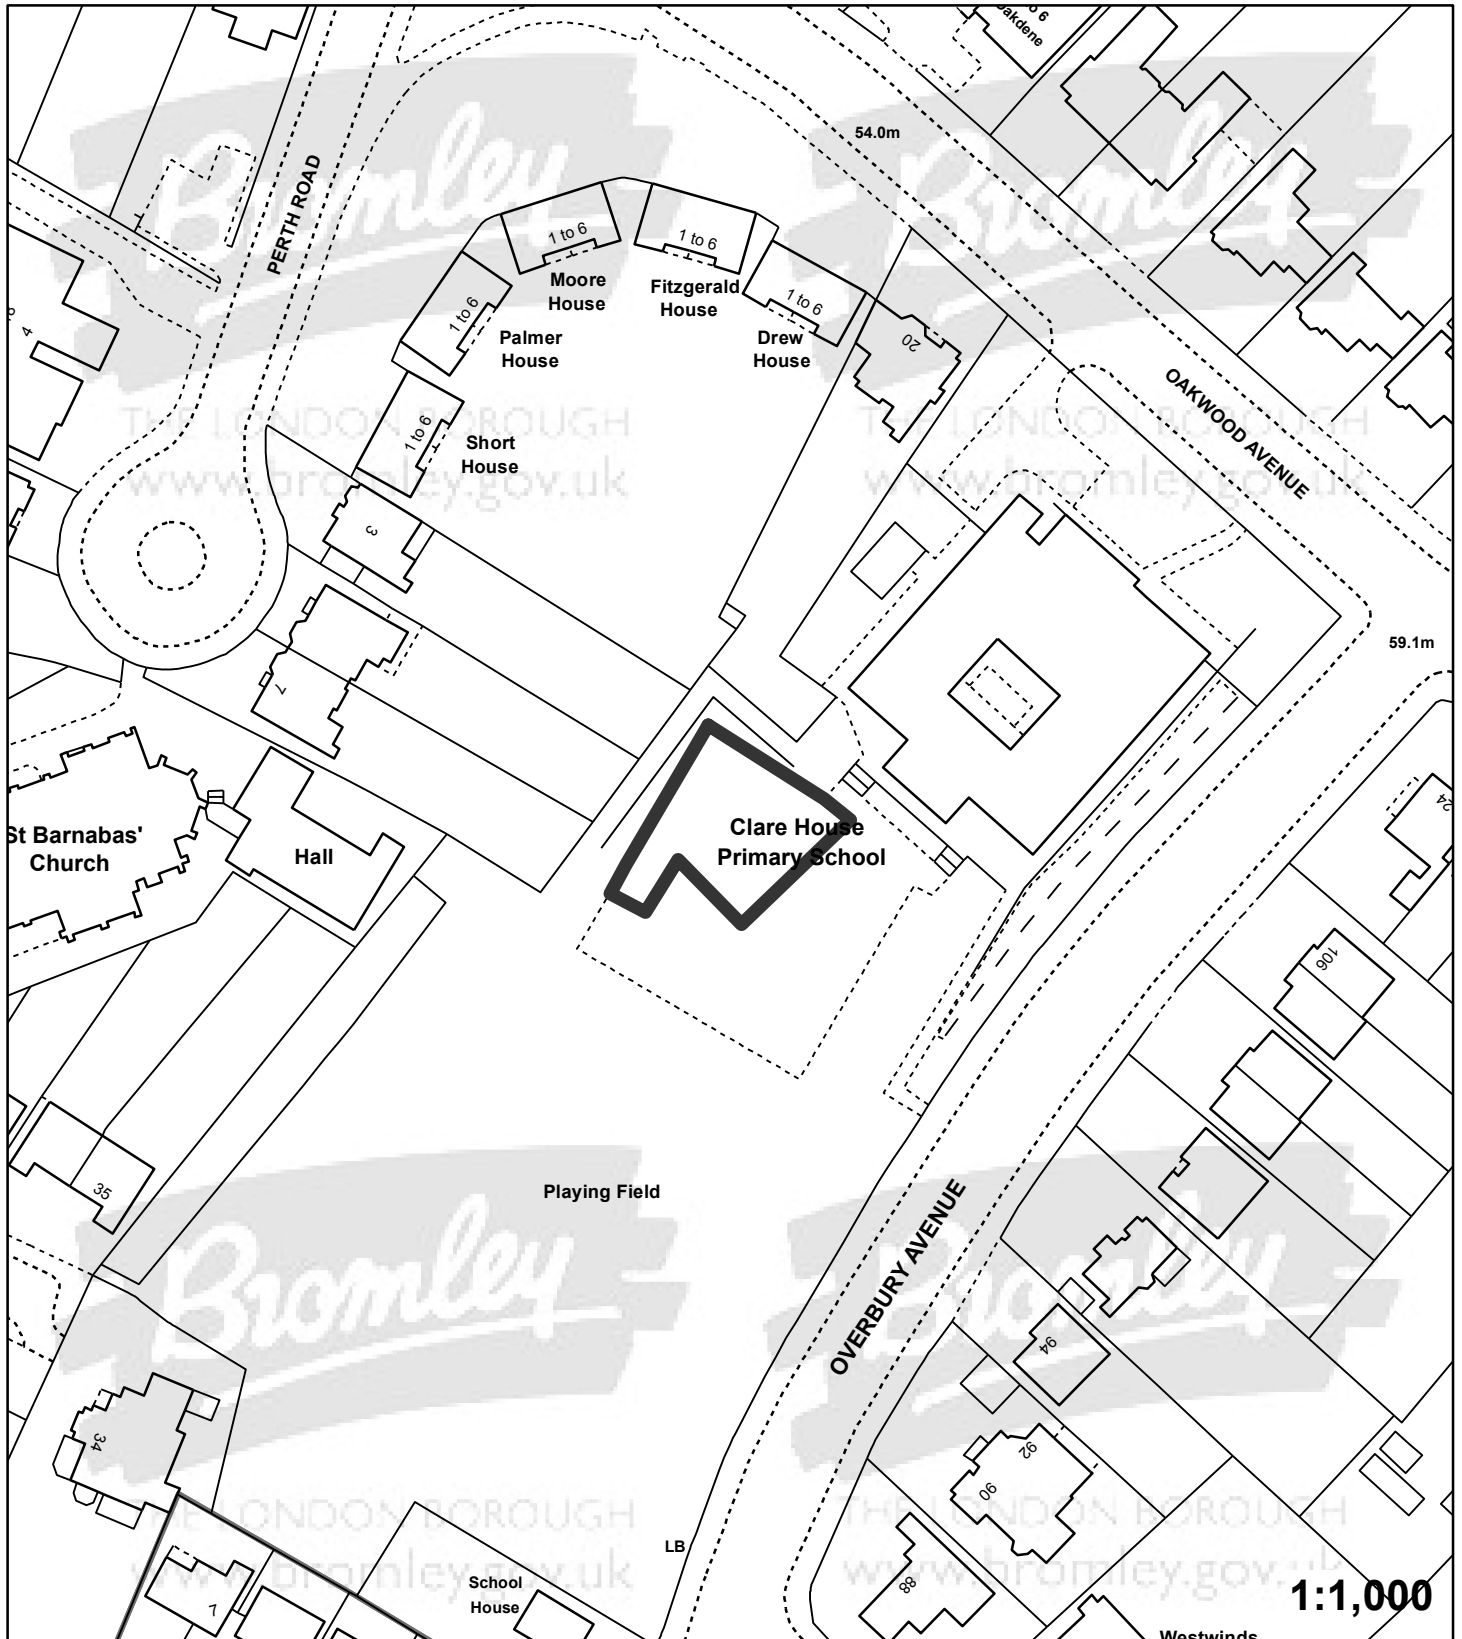 6
Oakdene
54.0m
PERTH ROAD
1 to 6
Moore
House
1 to 6
Fitzgerald
House
1 to 6
Palmer
House
1 to 6
Drew
House
20
4
OAKWOOD AVENUE
1 to 6
Short
House
3
59.1m
7
St Barnabas'
Church
Hall
Clare House
Primary School
24
106
35
Playing Field
OVERBURY AVENUE
94
34
92
90
LB
88
School
House
7
1:1,000
Westwinds
Bromley
THE LONDON BOROUGH
www.bromley.gov.uk
Bromley
THE LONDON BOROUGH
www.bromley.gov.uk
Bromley
THE LONDON BOROUGH
www.bromley.gov.uk
Bromley
THE LONDON BOROUGH
www.bromley.gov.uk